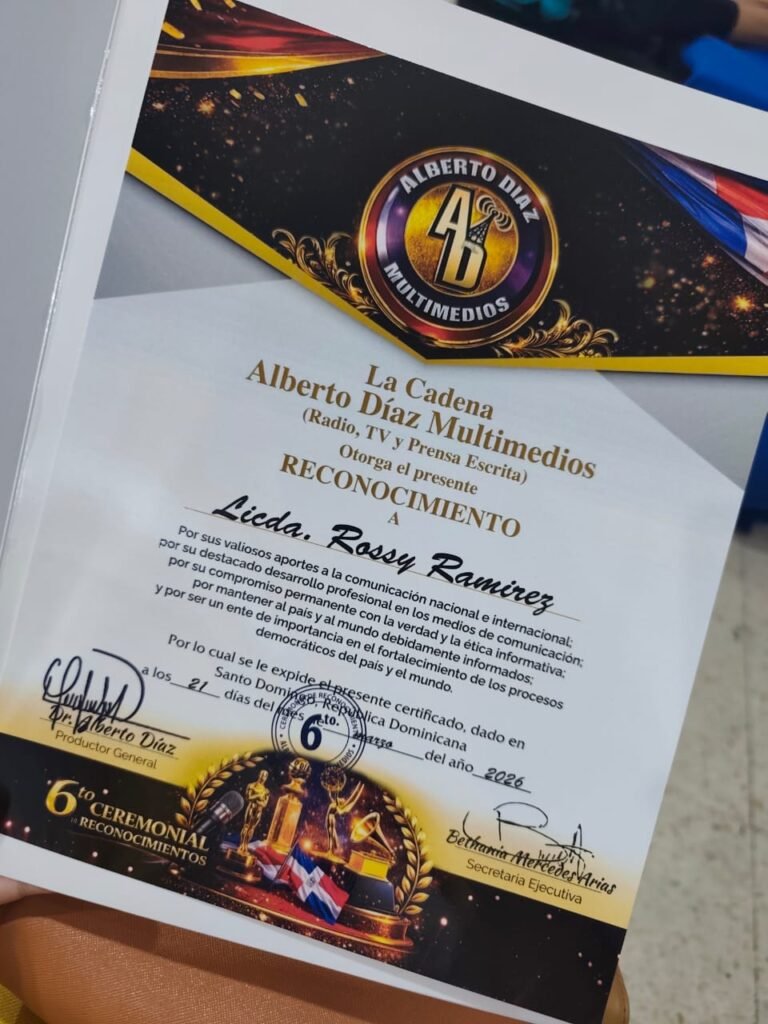 ALBERTO DIAZ
AD
MULTIMEDIOS
La Cadena
Alberto Díaz Multimedios
(Radio, TV y Prensa Escrita)
Otorga el presente
RECONOCIMIENTO
A
Licda. Rossy Ramirez
Por sus valiosos aportes a la comunicación nacional e internacional;
por su destacado desarrollo profesional en los medios de comunicación;
por su compromiso permanente con la verdad y la ética informativa;
por mantener al país y al mundo debidamente informados;
y por ser un ente de importancia en el fortalecimiento de los procesos
democráticos del país y el mundo.
Por lo cual se le expide el presente certificado, dado en
Santo Domingo, República Dominicana
a los 21 días del mes marzo del año 2026
6to.
Dr. Alberto Díaz
Productor General
Bethania Mercedes Arias
Secretaria Ejecutiva
6to CEREMONIAL
RECONOCIMIENTOS